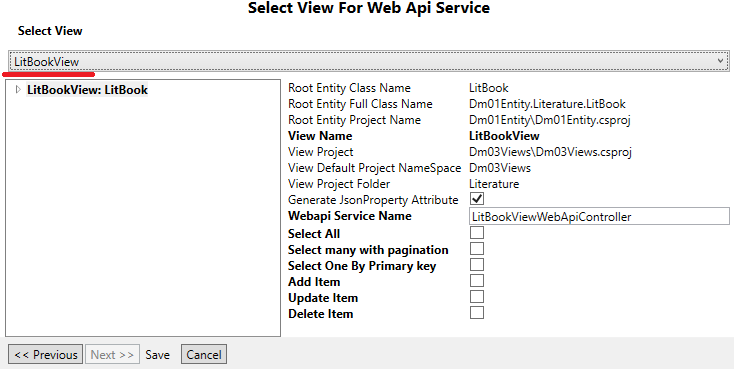 Select View For Web Api Service
Select View
LitBookView
LitBookView: LitBook
Root Entity Class Name LitBook
Root Entity Full Class Name Dm01Entity.Literature.LitBook
Root Entity Project Name Dm01Entity\Dm01Entity.csproj
View Name LitBookView
View Project Dm03Views\Dm03Views.csproj
View Default Project NameSpace Dm03Views
View Project Folder Literature
Generate JsonProperty Attribute
Webapi Service Name LitBookViewWebApiController
Select All
Select many with pagination
Select One By Primary key
Add Item
Update Item
Delete Item
<< Previous Next >> Save Cancel